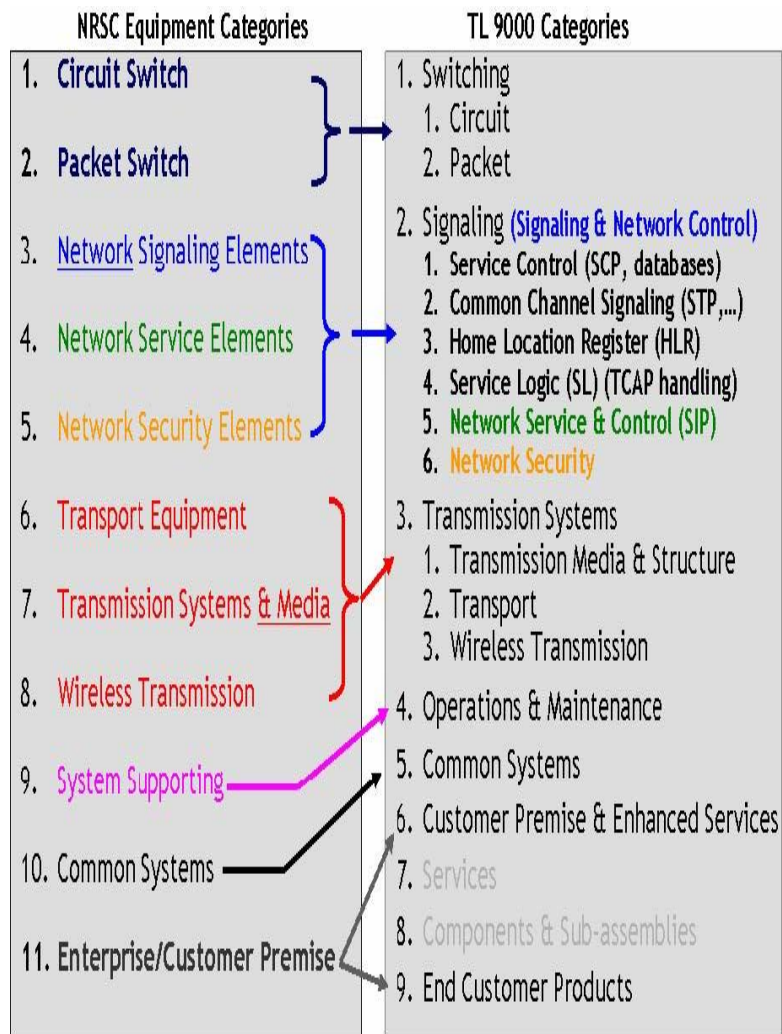 NRSC Equipment Categories
1. Circuit Switch
2. Packet Switch
3. Network Signaling Elements
4. Network Service Elements
5. Network Security Elements
6. Transport Equipment
7. Transmission Systems & Media
8. Wireless Transmission
9. System Supporting
10. Common Systems
11. Enterprise/Customer Premise
TL 9000 Categories
1. Switching
1. Circuit
2. Packet
2. Signaling (Signaling & Network Control)
1. Service Control (SCP, databases)
2. Common Channel Signaling (STP,...)
3. Home Location Register (HLR)
4. Service Logic (SL) (TCAP handling)
5. Network Service & Control (SIP)
6. Network Security
3. Transmission Systems
1. Transmission Media & Structure
2. Transport
3. Wireless Transmission
4. Operations & Maintenance
5. Common Systems
6. Customer Premise & Enhanced Services
7. Services
8. Components & Sub-assemblies
9. End Customer Products